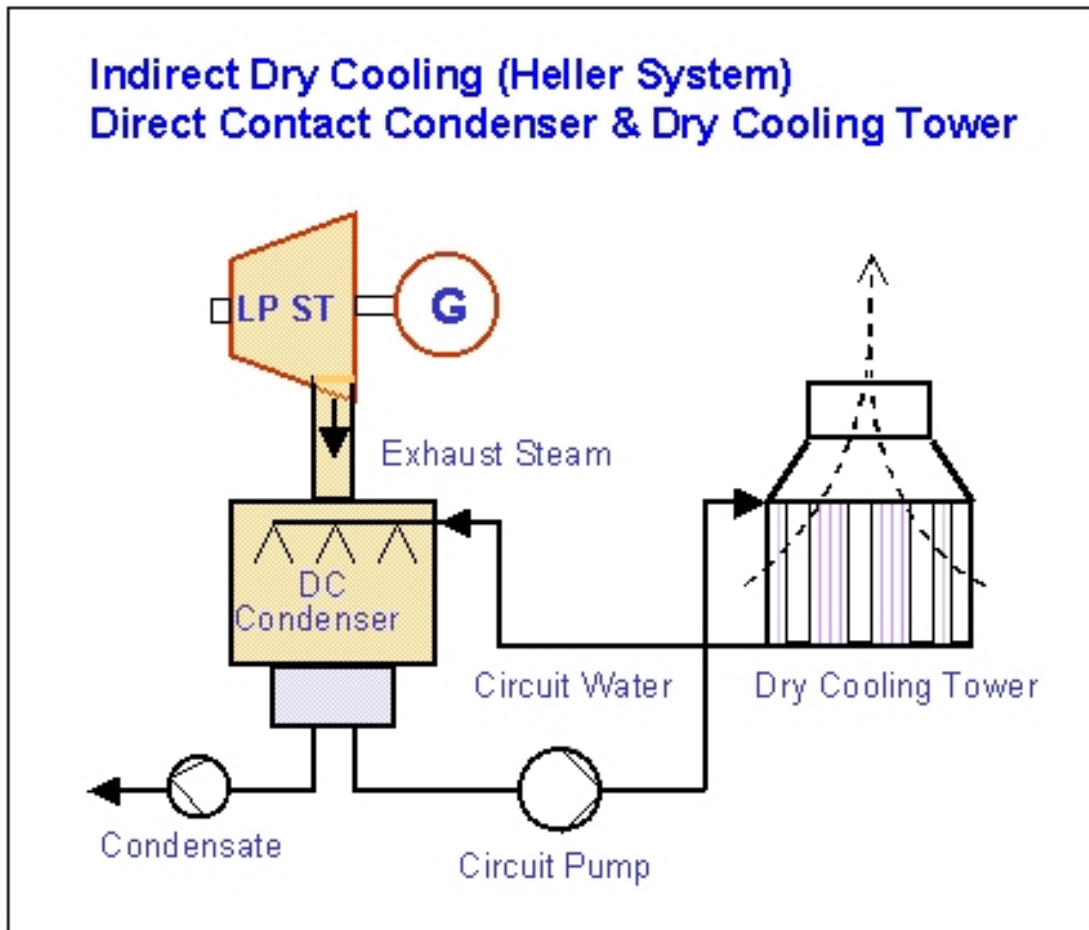 Indirect Dry Cooling (Heller System)
Direct Contact Condenser & Dry Cooling Tower
LP ST
G
Exhaust Steam
DC
Condenser
Circuit Water
Dry Cooling Tower
Condensate
Circuit Pump